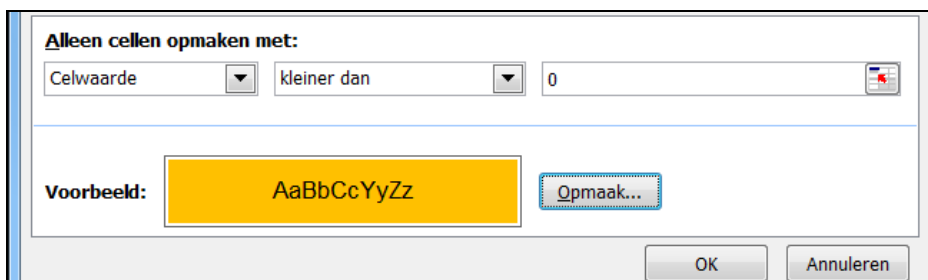 Alleen cellen opmaken met:
Celwaarde kleiner dan 0
Voorbeeld: AaBbCcYyZz Opmaak...
OK Annuleren